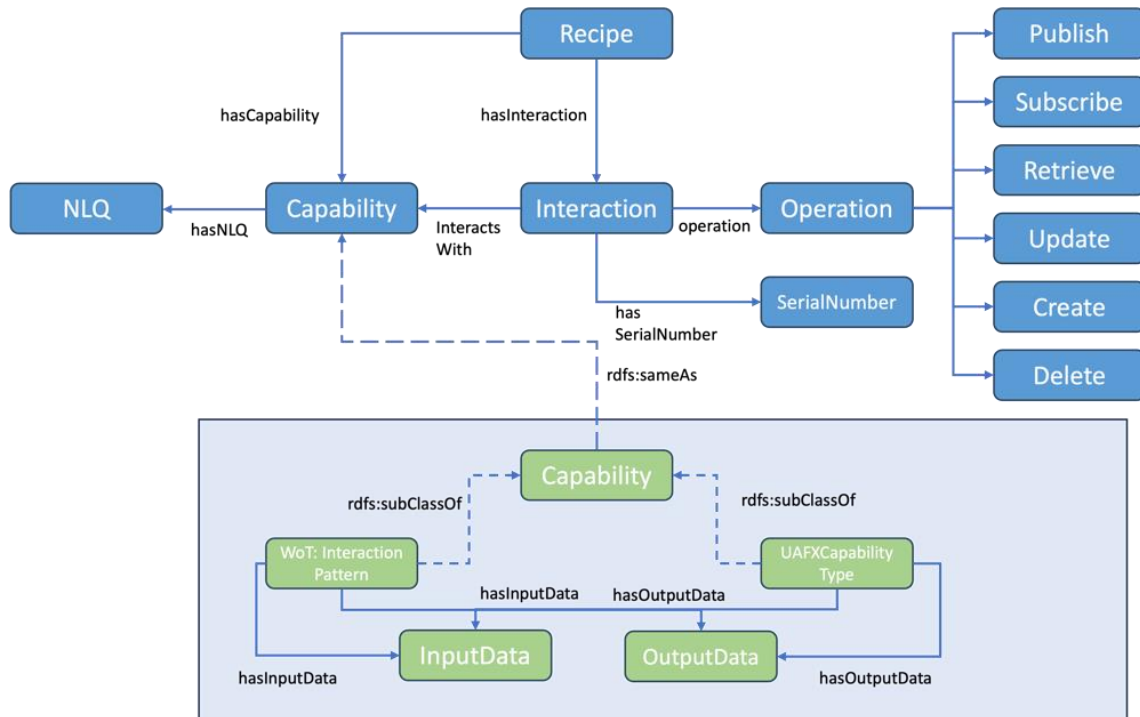 Recipe
Publish
Subscribe
hasCapability
hasInteraction
Retrieve
NLQ
Capability
Interaction
Operation
hasNLQ
Interacts
With
operation
Update
SerialNumber
has
SerialNumber
Create
Delete
rdfs:sameAs
Capability
rdfs:subClassOf
rdfs:subClassOf
WoT: Interaction
Pattern
UAFXCapability
Type
hasInputData
hasOutputData
InputData
OutputData
hasInputData
hasOutputData